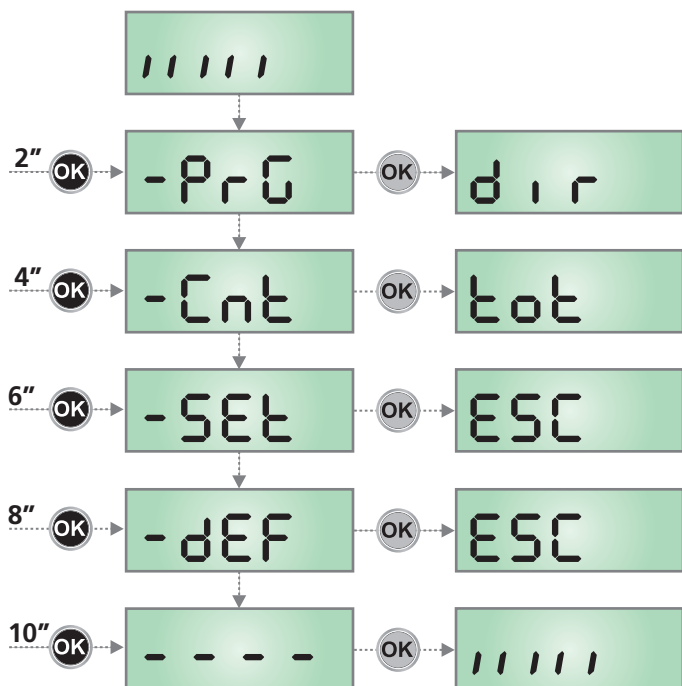 2” OK -PrG OK dir
4” OK -Cnt OK tot
6” OK -SEt OK ESC
8” OK -dEF OK ESC
10” OK - - - - OK